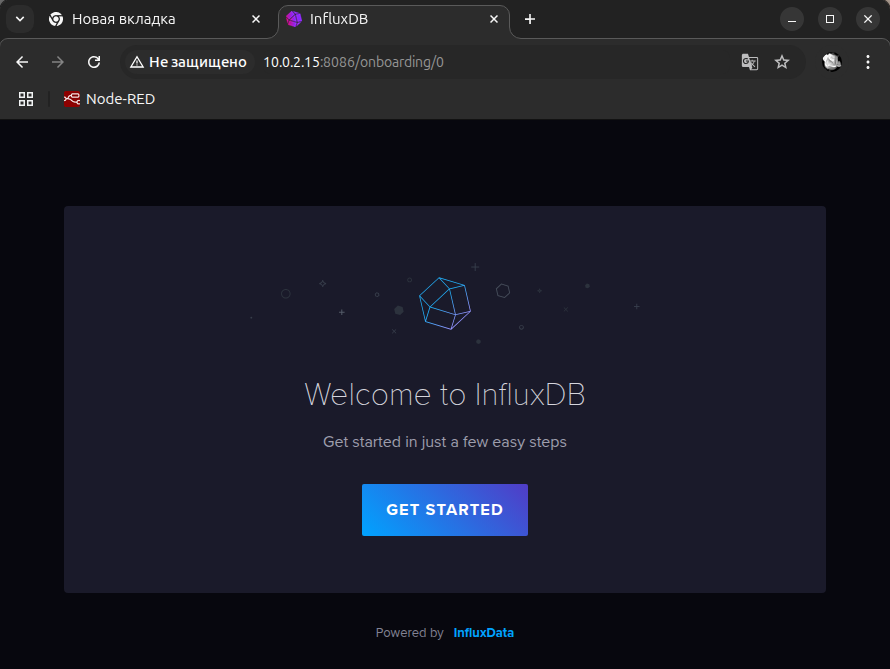 Новая вкладка
InfluxDB
Не защищено 10.0.2.15:8086/onboarding/0
Node-RED
Welcome to InfluxDB
Get started in just a few easy steps
GET STARTED
Powered by InfluxData